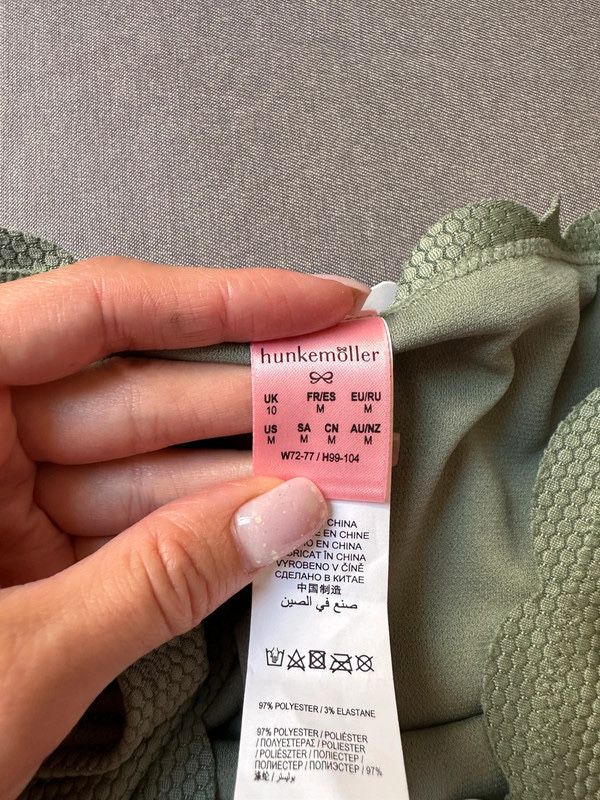 hunkemöller
UK FR/ES EU/RU
10 M M
US SA CN AU/NZ
M M M M
W72-77 / H99-104
CHINA
E EN CHINE
O EN CHINA
RICAT ÎN CHINA
VYROBENO V ČÍNĚ
СДЕЛАНО В КИТАЕ
中国制造
صنع في الصين
97% POLYESTER / 3% ELASTANE
97% POLYESTER / POLIÉSTER
/ ΠΟΛΥΕΣΤΕΡΑΣ / POLIESTER
/ POLIÉSZTER / ПОЛІЕСТЕР /
/ ПОЛИЭСТЕР / 97%
/ بوليستر